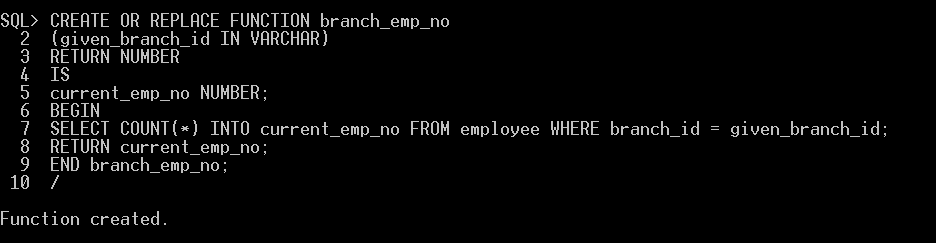 SQL> CREATE OR REPLACE FUNCTION branch_emp_no
  2  (given_branch_id IN VARCHAR)
  3  RETURN NUMBER
  4  IS
  5  current_emp_no NUMBER;
  6  BEGIN
  7  SELECT COUNT(*) INTO current_emp_no FROM employee WHERE branch_id = given_branch_id;
  8  RETURN current_emp_no;
  9  END branch_emp_no;
 10  /
Function created.